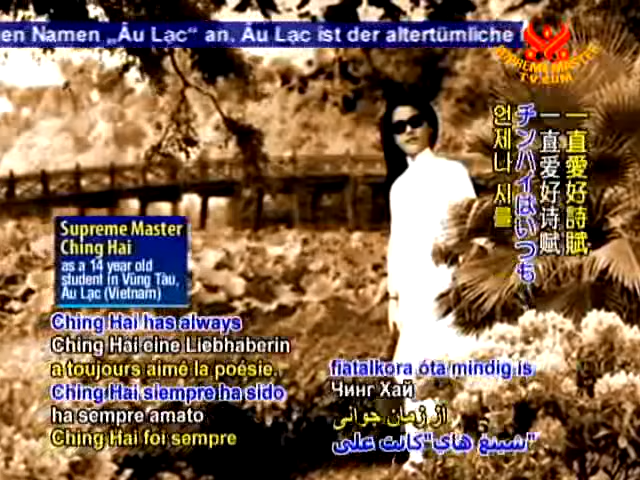 en Namen „Âu Lạc“ an. Âu Lạc ist der altertümliche
SUPREME MASTER
TV.COM
一直愛好詩賦
一直爱好诗赋
チンハイはいつも
언제나 시를
Supreme Master
Ching Hai
as a 14 year old
student in Vũng Tàu,
Âu Lạc (Vietnam)
Ching Hai has always
Ching Hai eine Liebhaberin
a toujours aimé la poésie.
Ching Hai siempre ha sido
ha sempre amato
Ching Hai foi sempre
fiatalkora óta mindig is
Чинг Хай
از زمان جوانی
"شينغ هاي"كانت على